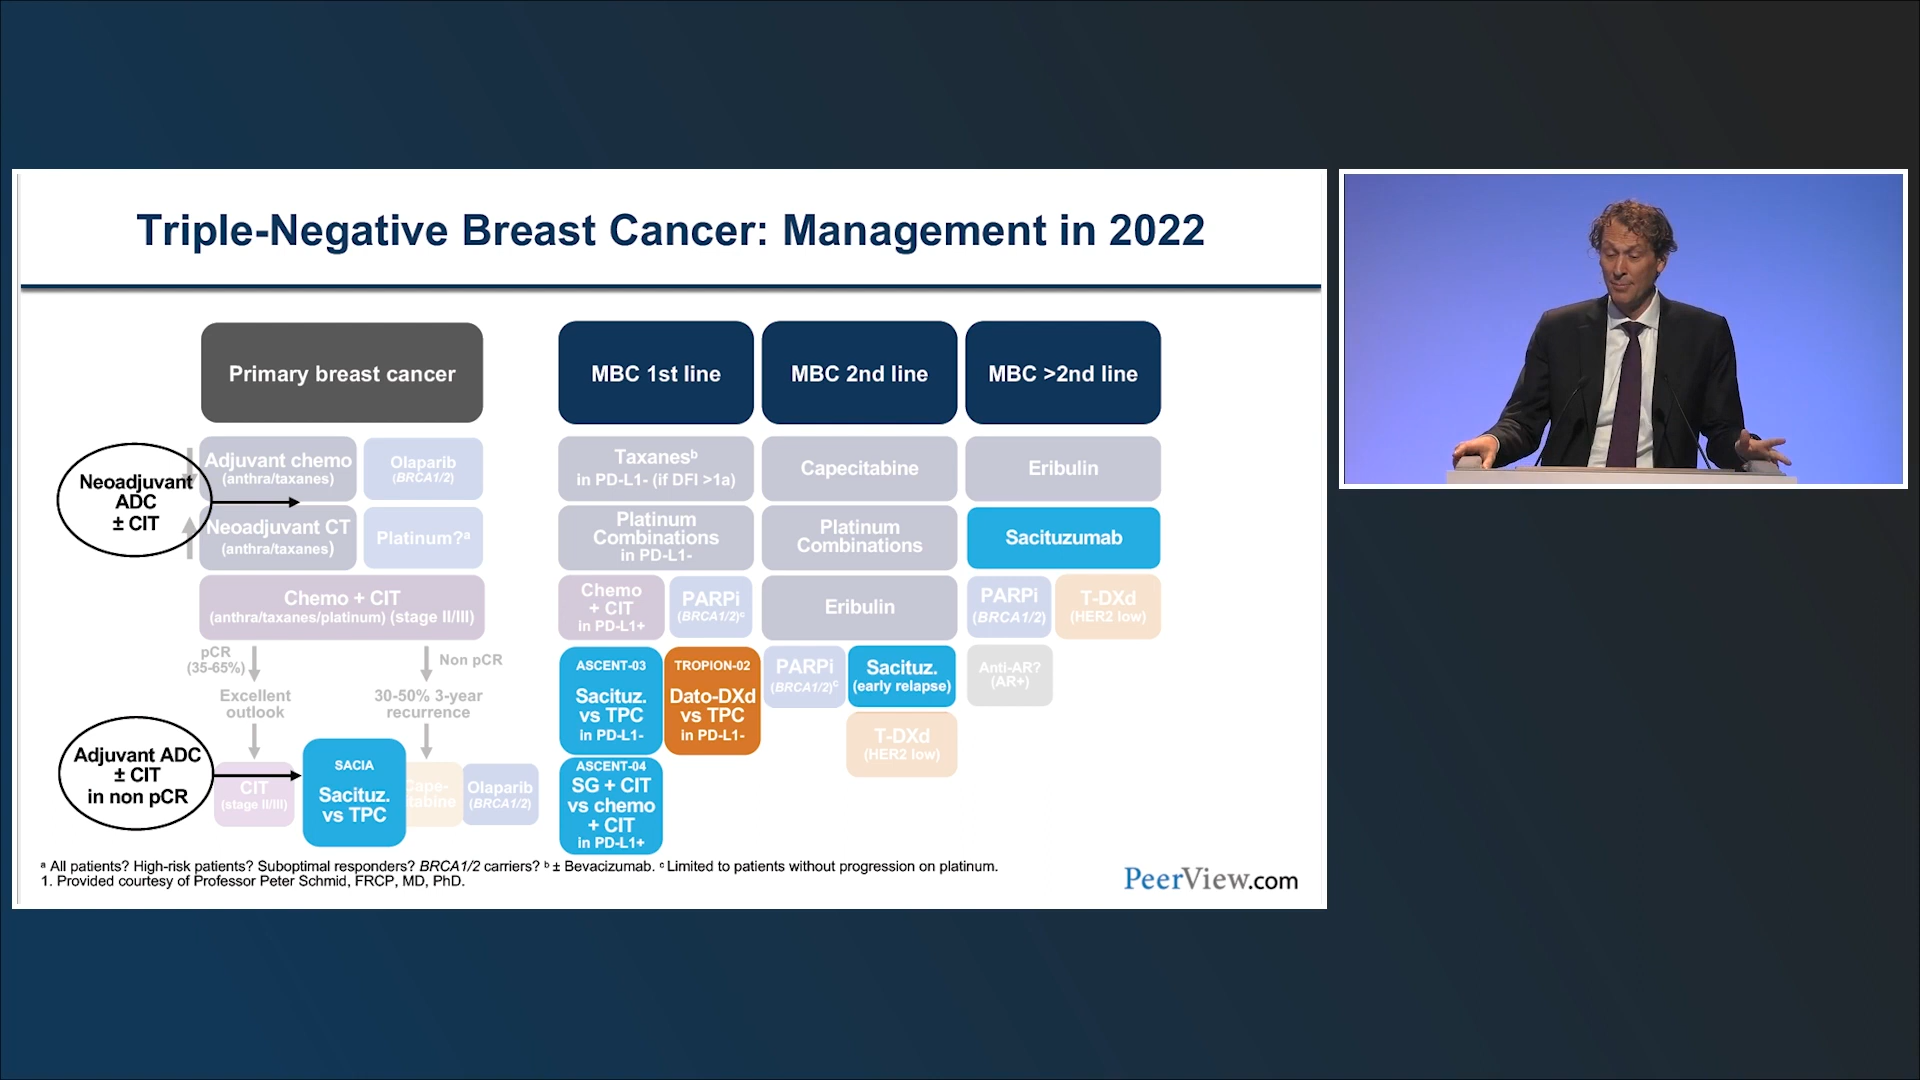 Triple-Negative Breast Cancer: Management in 2022
Primary breast cancer
MBC 1st line
MBC 2nd line
MBC >2nd line
Neoadjuvant
ADC
± CIT
Adjuvant chemo
(anthra/taxanes)
Olaparib
(BRCA1/2)
Neoadjuvant CT
(anthra/taxanes)
Platinum?ᵃ
Chemo + CIT
(anthra/taxanes/platinum) (stage II/III)
pCR
(35-65%)
Non pCR
Excellent
outlook
30-50% 3-year
recurrence
Adjuvant ADC
± CIT
in non pCR
CIT
(stage II/III)
SACIA
Sacituz.
vs TPC
Cape-
tabine
Olaparib
(BRCA1/2)
Taxanesᵇ
in PD-L1- (if DFI >1a)
Platinum
Combinations
in PD-L1-
Chemo
+ CIT
in PD-L1+
PARPi
(BRCA1/2)ᶜ
ASCENT-03
Sacituz.
vs TPC
in PD-L1-
TROPION-02
Dato-DXd
vs TPC
in PD-L1-
ASCENT-04
SG + CIT
vs chemo
+ CIT
in PD-L1+
Capecitabine
Platinum
Combinations
Eribulin
PARPi
(BRCA1/2)ᶜ
Sacituz.
(early relapse)
T-DXd
(HER2 low)
Eribulin
Sacituzumab
PARPi
(BRCA1/2)
T-DXd
(HER2 low)
Anti-AR?
(AR+)
ᵃ All patients? High-risk patients? Suboptimal responders? BRCA1/2 carriers? ᵇ ± Bevacizumab. ᶜ Limited to patients without progression on platinum.
1. Provided courtesy of Professor Peter Schmid, FRCP, MD, PhD.
PeerView.com